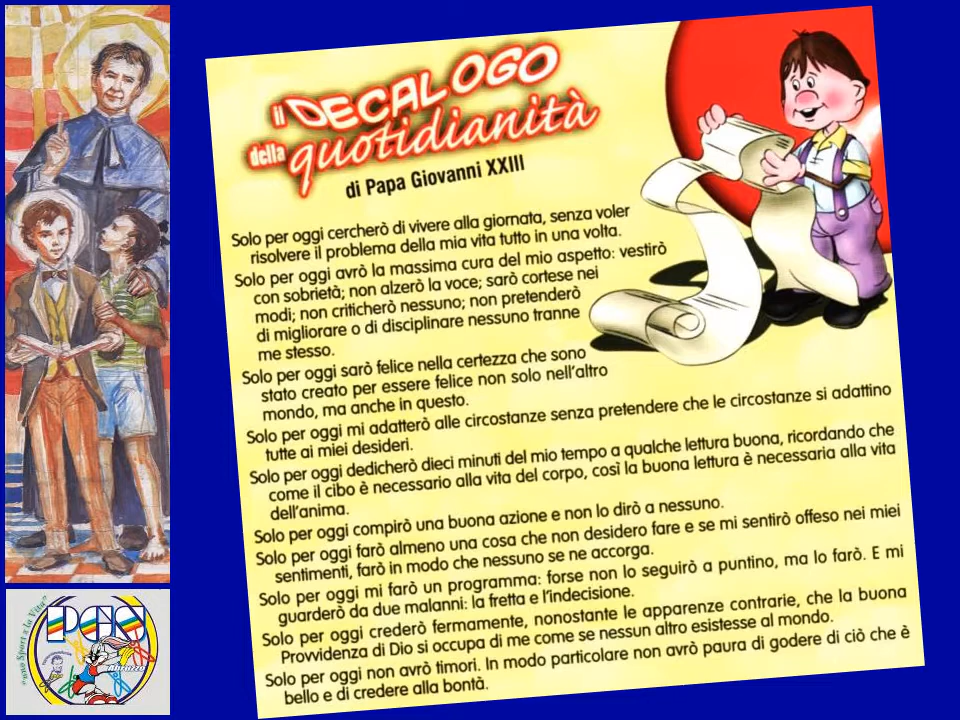 il DECALOGO
della quotidianità
di Papa Giovanni XXIII
Solo per oggi cercherò di vivere alla giornata, senza voler
risolvere il problema della mia vita tutto in una volta.
Solo per oggi avrò la massima cura del mio aspetto: vestirò
con sobrietà; non alzerò la voce; sarò cortese nei
modi; non criticherò nessuno; non pretenderò
di migliorare o di disciplinare nessuno tranne
me stesso.
Solo per oggi sarò felice nella certezza che sono
stato creato per essere felice non solo nell'altro
mondo, ma anche in questo.
Solo per oggi mi adatterò alle circostanze senza pretendere che le circostanze si adattino
tutte ai miei desideri.
Solo per oggi dedicherò dieci minuti del mio tempo a qualche lettura buona, ricordando che
come il cibo è necessario alla vita del corpo, così la buona lettura è necessaria alla vita
dell'anima.
Solo per oggi compirò una buona azione e non lo dirò a nessuno.
Solo per oggi farò almeno una cosa che non desidero fare e se mi sentirò offeso nei miei
sentimenti, farò in modo che nessuno se ne accorga.
Solo per oggi mi farò un programma: forse non lo seguirò a puntino, ma lo farò. E mi
guarderò da due malanni: la fretta e l'indecisione.
Solo per oggi crederò fermamente, nonostante le apparenze contrarie, che la buona
Provvidenza di Dio si occupa di me come se nessun altro esistesse al mondo.
Solo per oggi non avrò timori. In modo particolare non avrò paura di godere di ciò che è
bello e di credere alla bontà.
PGS
"uno Sport x la Vita"
Abruzzo